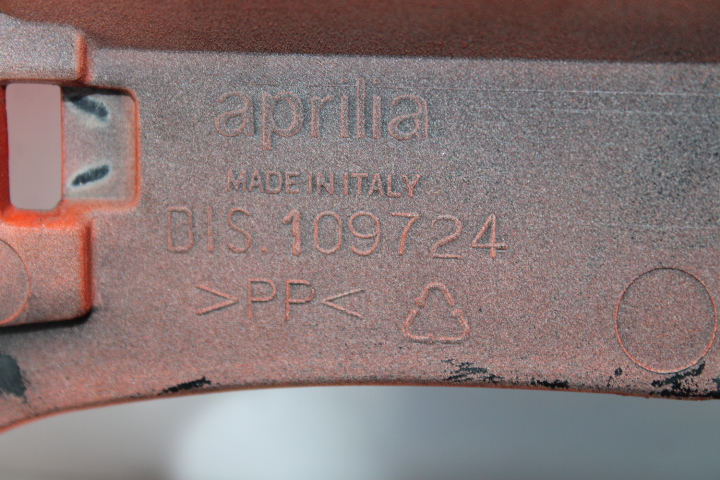 aprilia
MADE IN ITALY
DIS.109724
>PP<